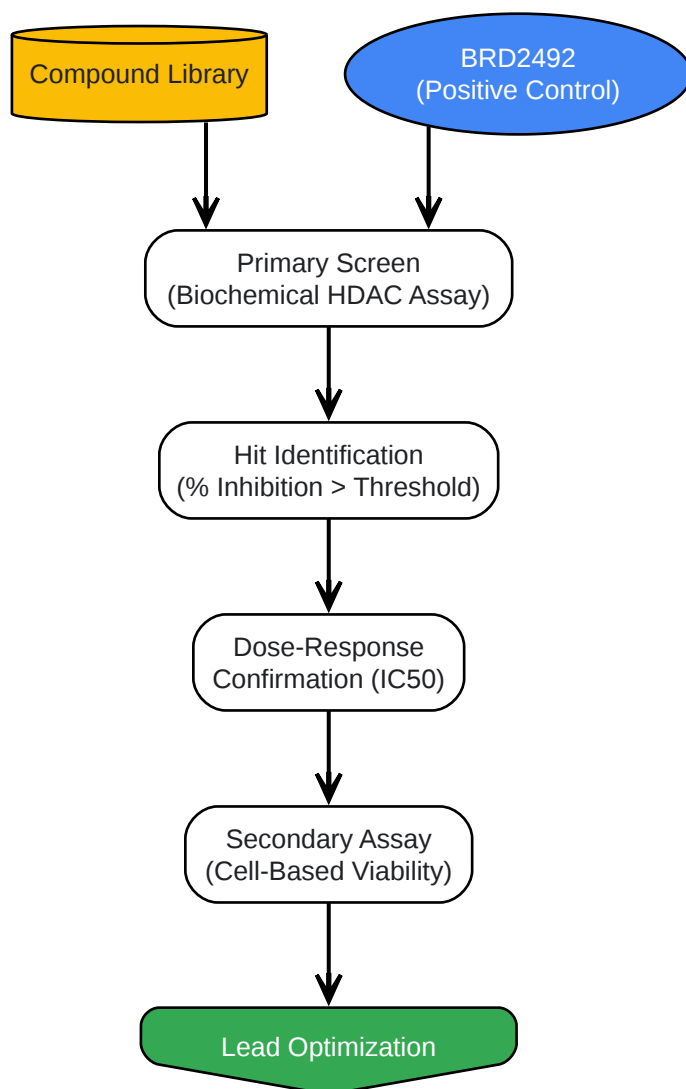 Compound Library
BRD2492
(Positive Control)
Primary Screen
(Biochemical HDAC Assay)
Hit Identification
(% Inhibition > Threshold)
Dose-Response
Confirmation (IC50)
Secondary Assay
(Cell-Based Viability)
Lead Optimization